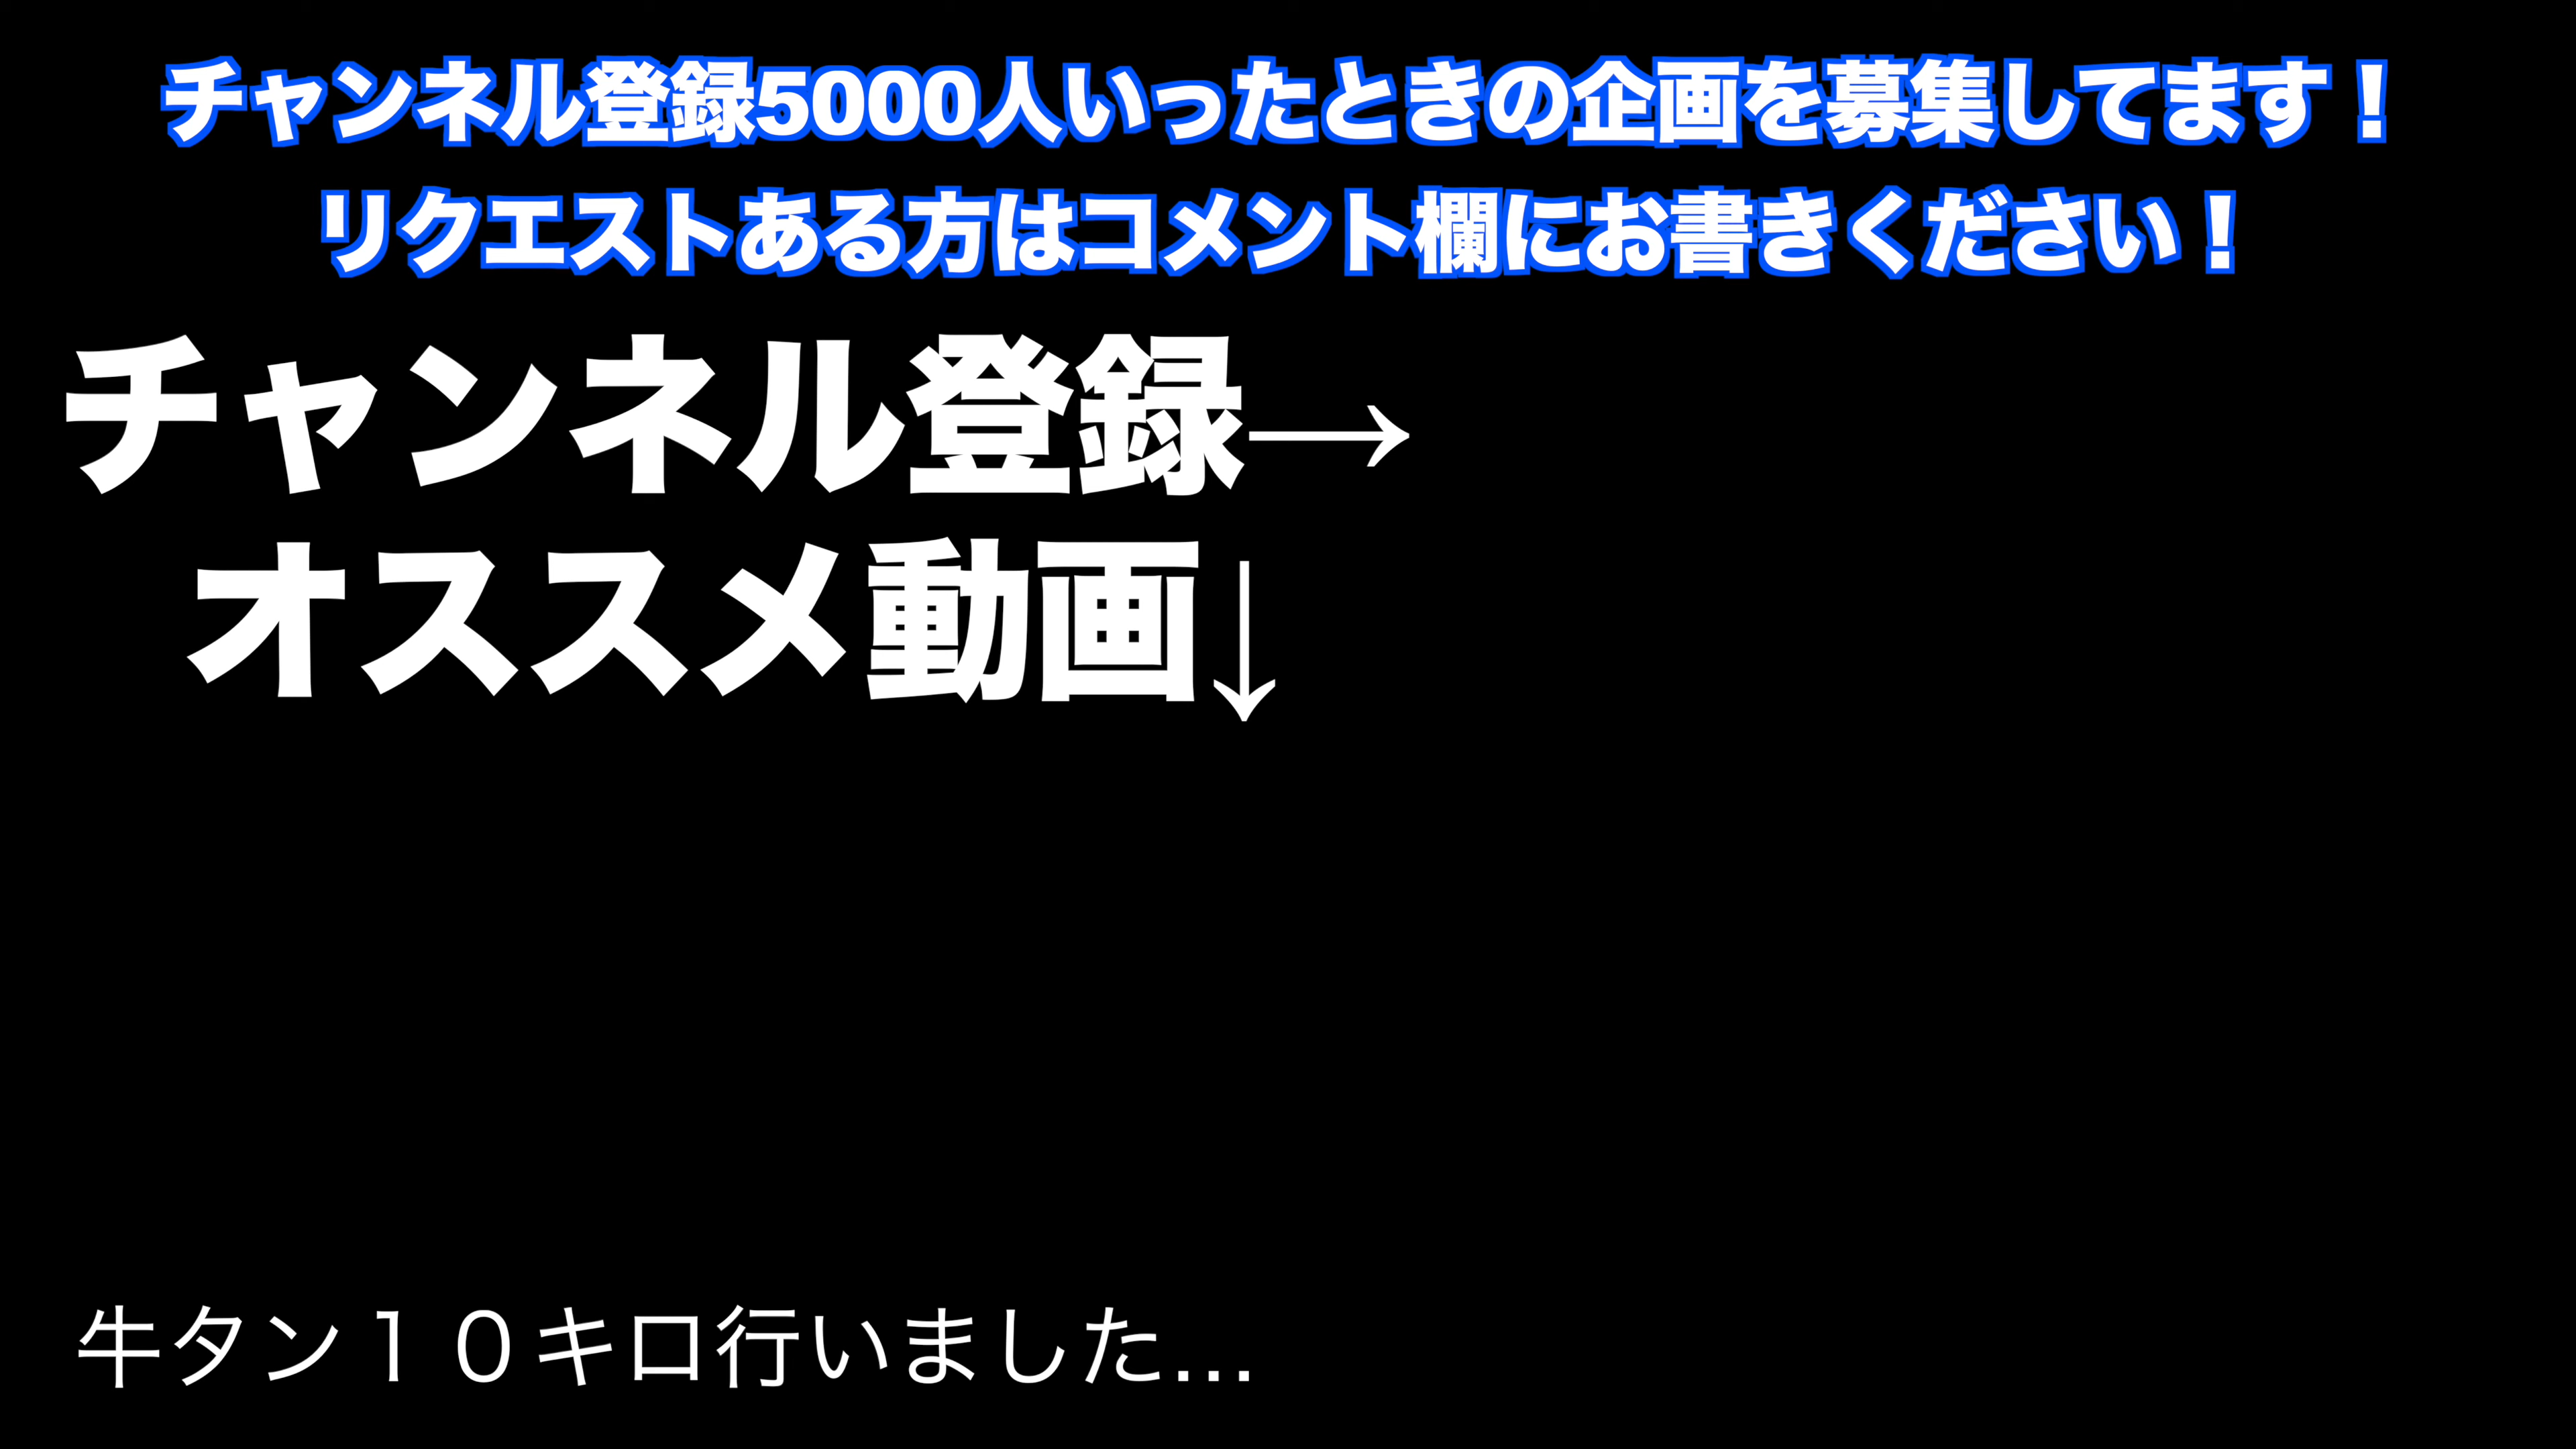 チャンネル登録5000人いったときの企画を募集してます！
リクエストある方はコメント欄にお書きください！
チャンネル登録→
オススメ動画↓
牛タン１０キロ行いました...